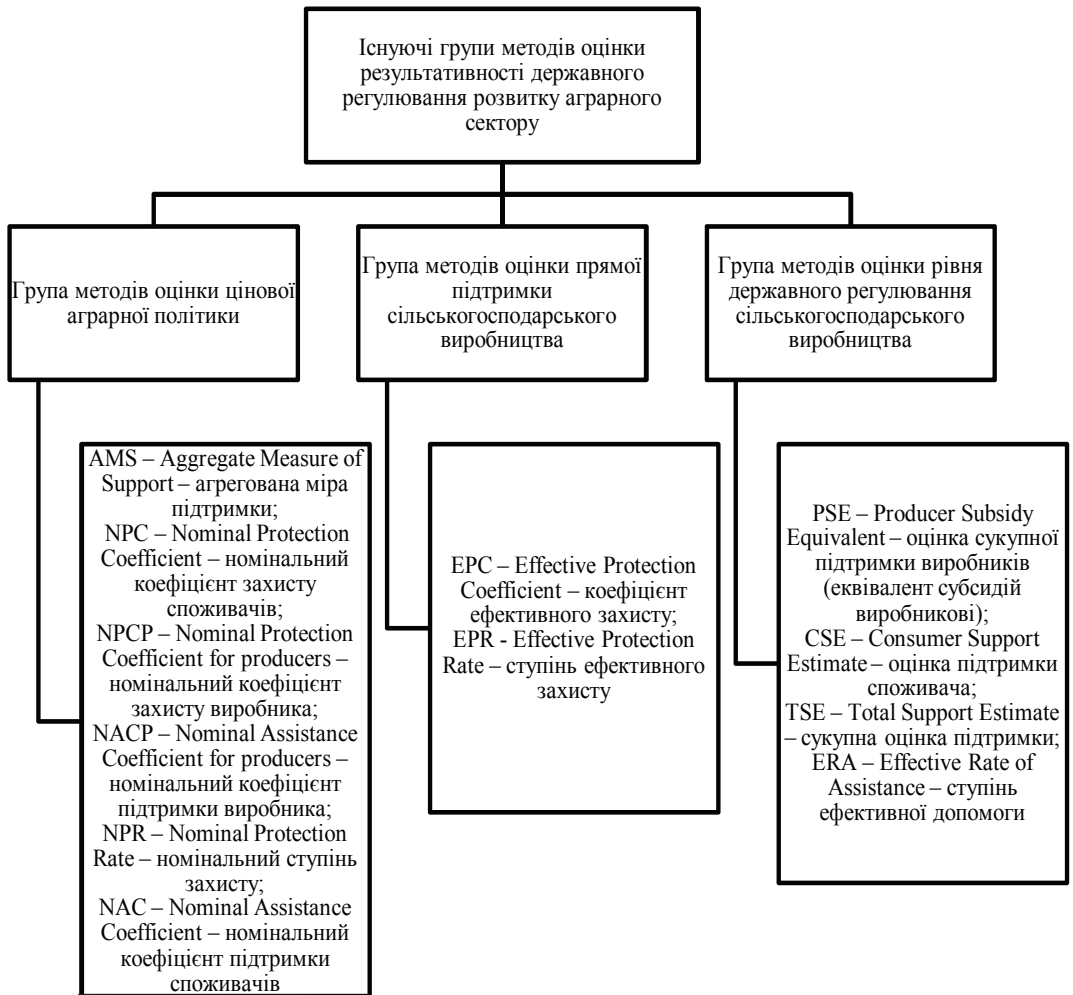 Існуючі групи методів оцінки
результативності державного
регулювання розвитку аграрного
сектору
Група методів оцінки цінової
аграрної політики
Група методів оцінки прямої
підтримки
сільськогосподарського
виробництва
Група методів оцінки рівня
державного регулювання
сільськогосподарського
виробництва
AMS – Aggregate Measure of
Support – агрегована міра
підтримки;
NPC – Nominal Protection
Coefficient – номінальний
коефіцієнт захисту
споживачів;
NPCP – Nominal Protection
Coefficient for producers –
номінальний коефіцієнт
захисту виробника;
NACP – Nominal Assistance
Coefficient for producers –
номінальний коефіцієнт
підтримки виробника;
NPR – Nominal Protection
Rate – номінальний ступінь
захисту;
NAC – Nominal Assistance
Coefficient – номінальний
коефіцієнт підтримки
споживачів
EPC – Effective Protection
Coefficient – коефіцієнт
ефективного захисту;
EPR - Effective Protection
Rate – ступінь ефективного
захисту
PSE – Producer Subsidy
Equivalent – оцінка сукупної
підтримки виробників
(еквівалент субсидій
виробникові);
CSE – Consumer Support
Estimate – оцінка підтримки
споживача;
TSE – Total Support Estimate
– сукупна оцінка підтримки;
ERA – Effective Rate of
Assistance – ступінь
ефективної допомоги